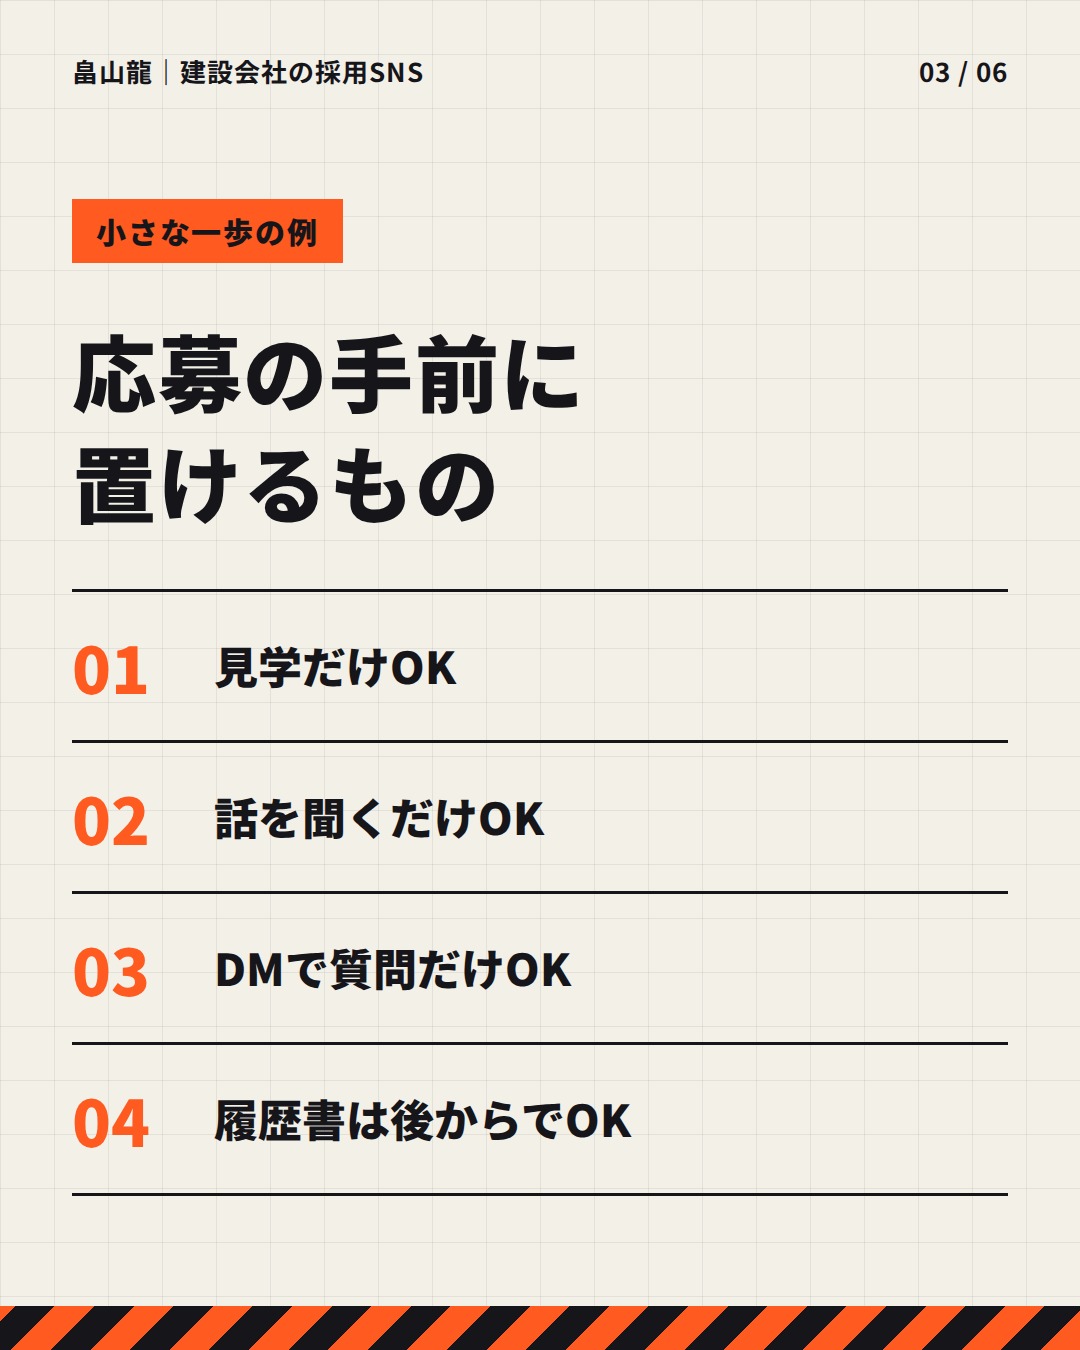 畠山龍｜建設会社の採用SNS
03 / 06
小さな一歩の例
応募の手前に
置けるもの
01 見学だけOK
02 話を聞くだけOK
03 DMで質問だけOK
04 履歴書は後からでOK